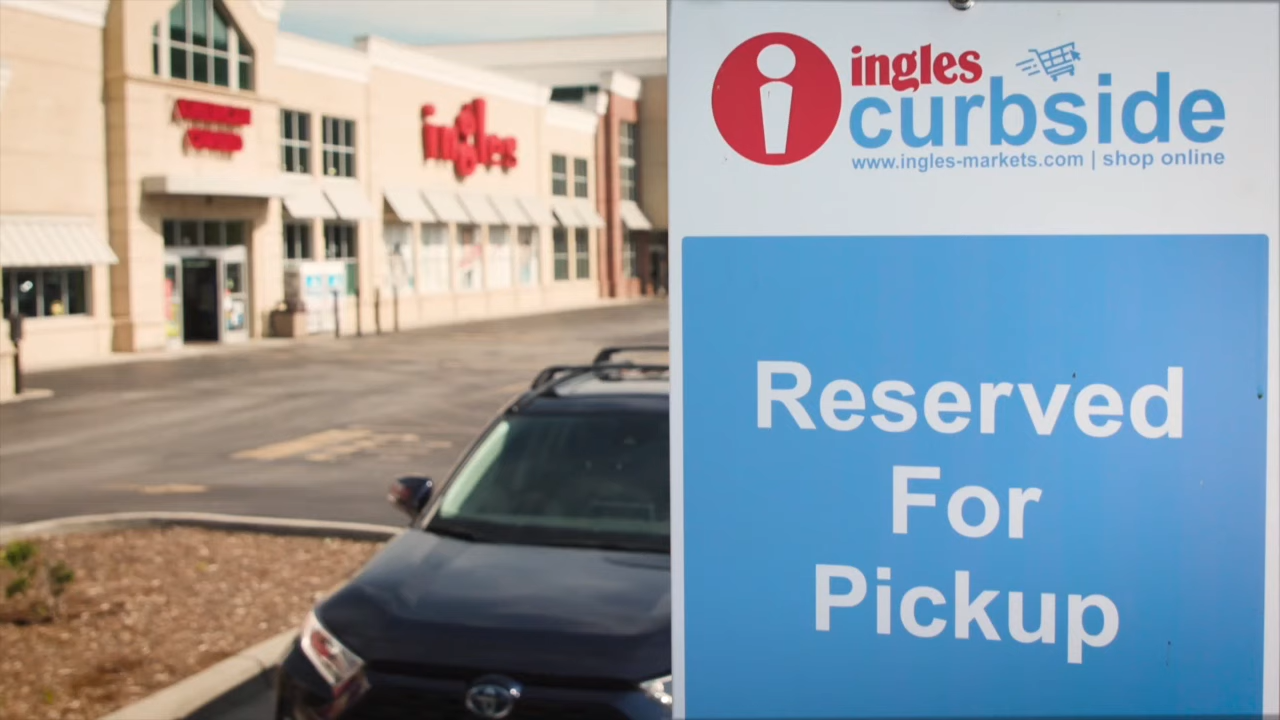 ingles
ingles
curbside
www.ingles-markets.com | shop online
Reserved
For
Pickup